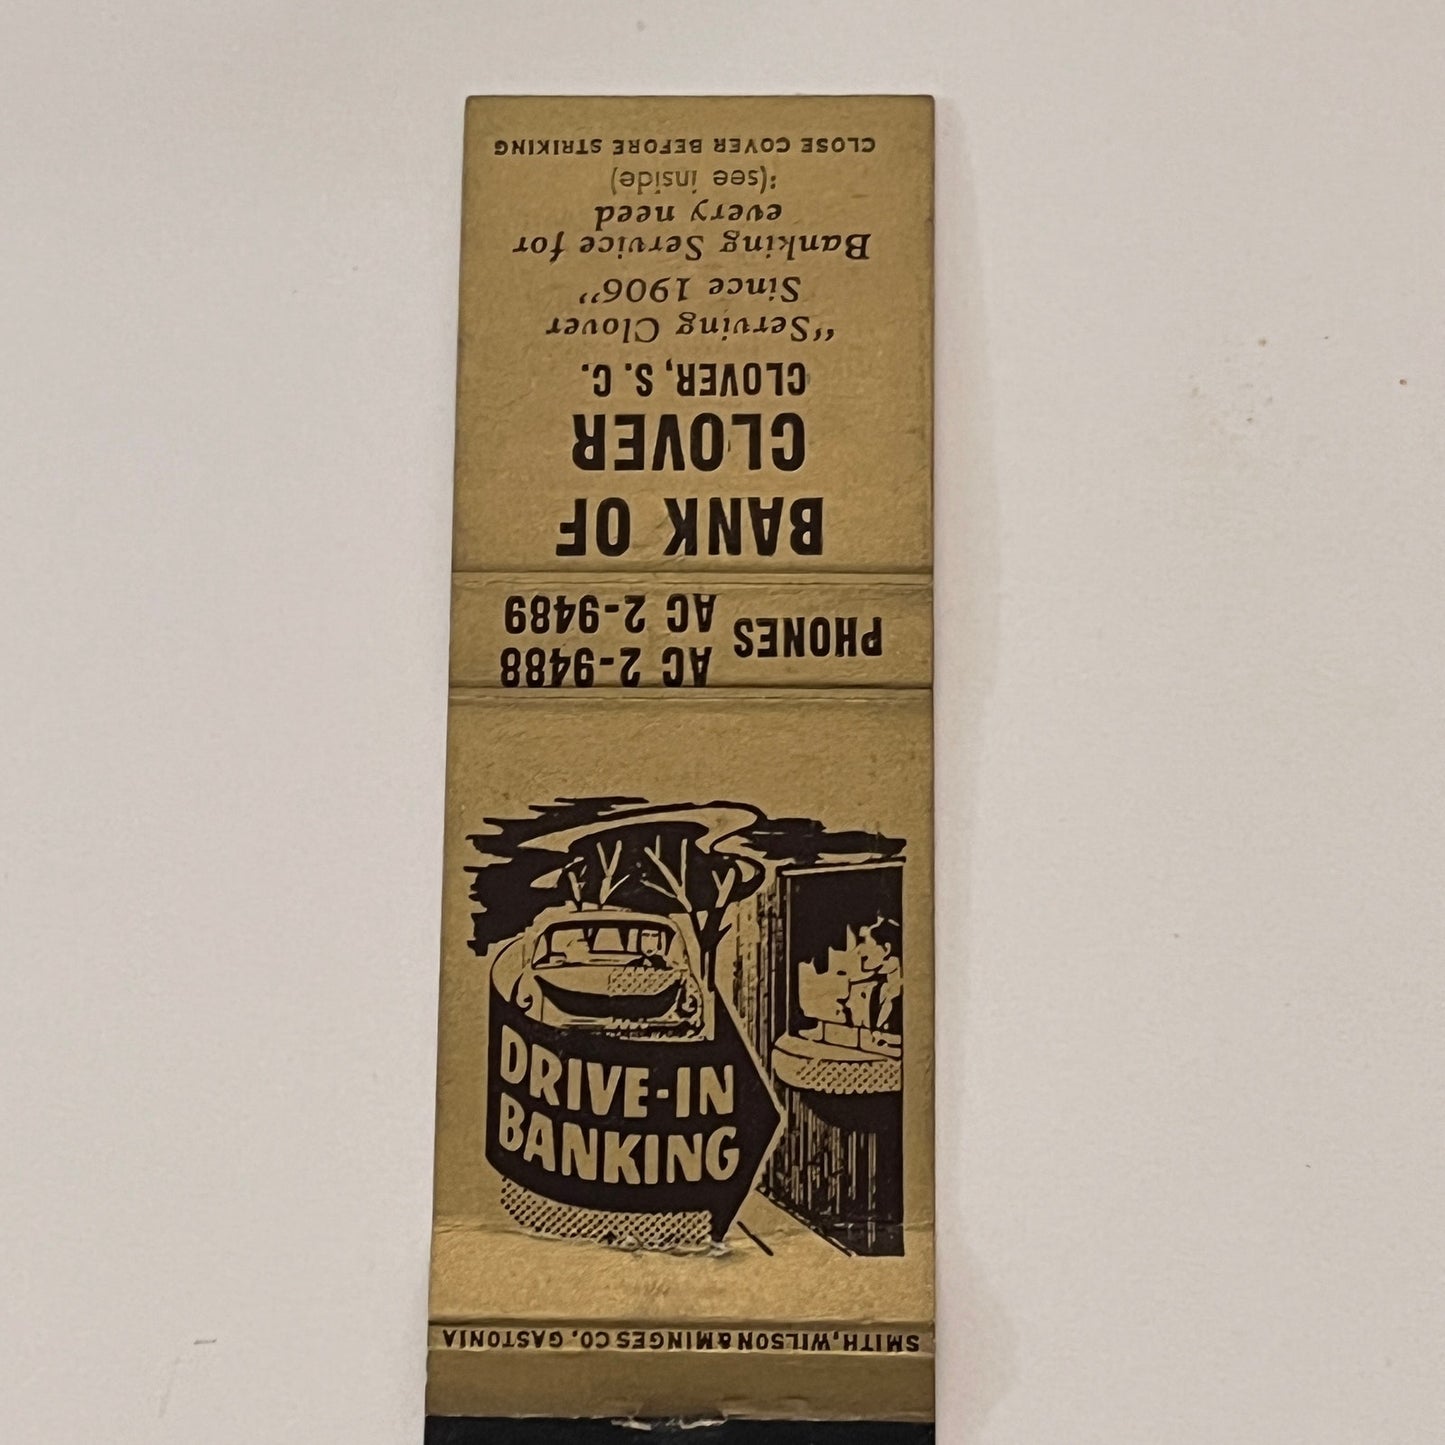 BANK OF
CLOVER
CLOVER, S. C.
"Serving Clover
Since 1906"
Banking Service for
every need
(see inside)
CLOSE COVER BEFORE STRIKING
PHONES
AC 2-9488
AC 2-9489
DRIVE-IN
BANKING
SMITH, WILSON & MINGES CO. GASTONIA